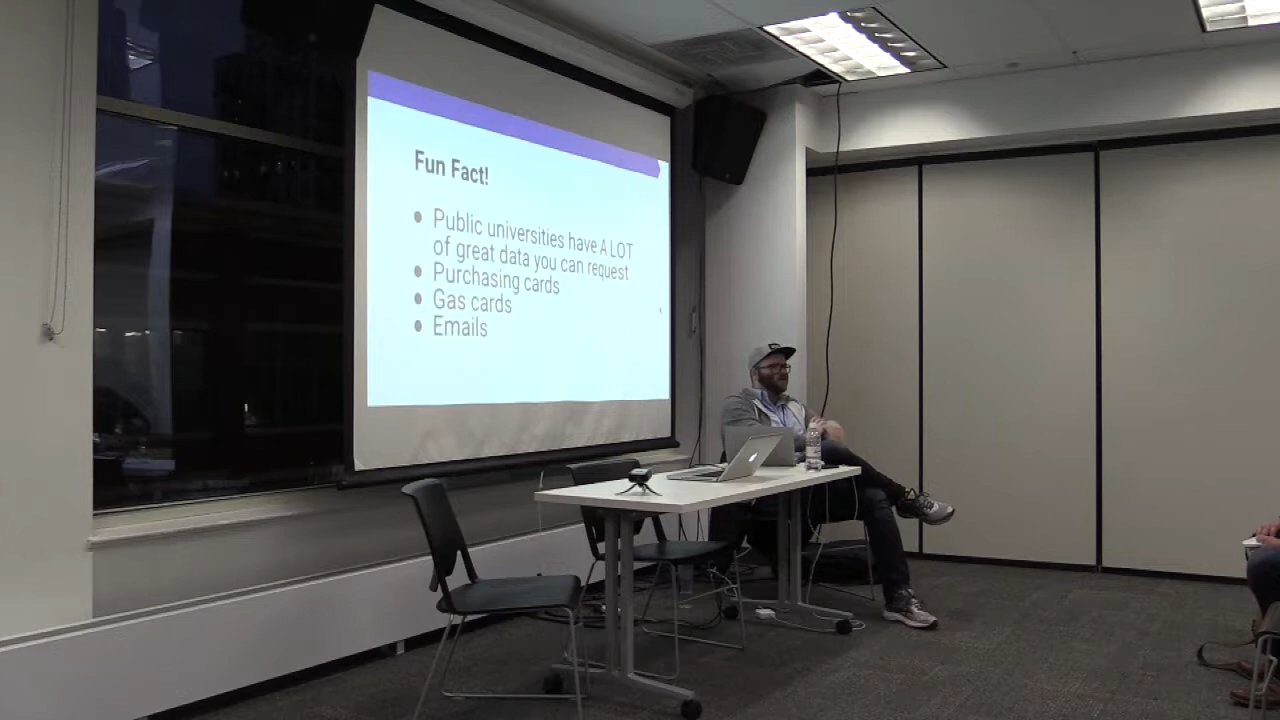 Fun Fact!
● Public universities have A LOT
of great data you can request
● Purchasing cards
● Gas cards
● Emails